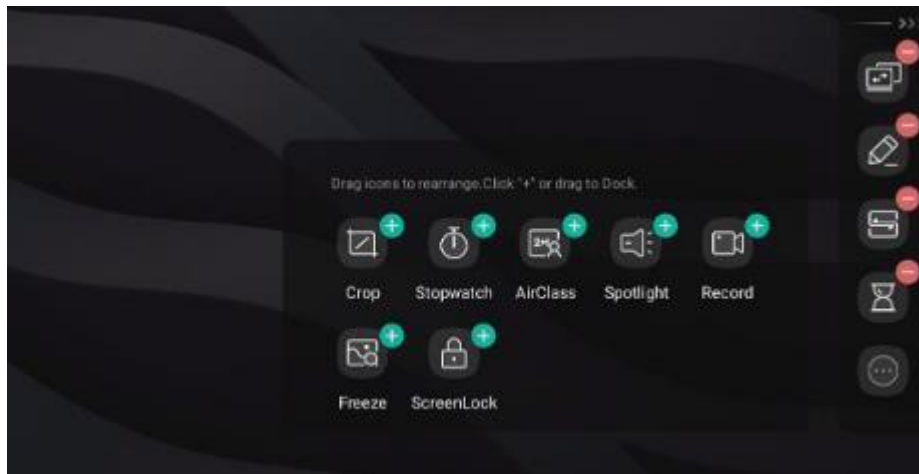 Drag icons to rearrange.Click "+" or drag to Dock.
Crop Stopwatch AirClass Spotlight Record
Freeze ScreenLock